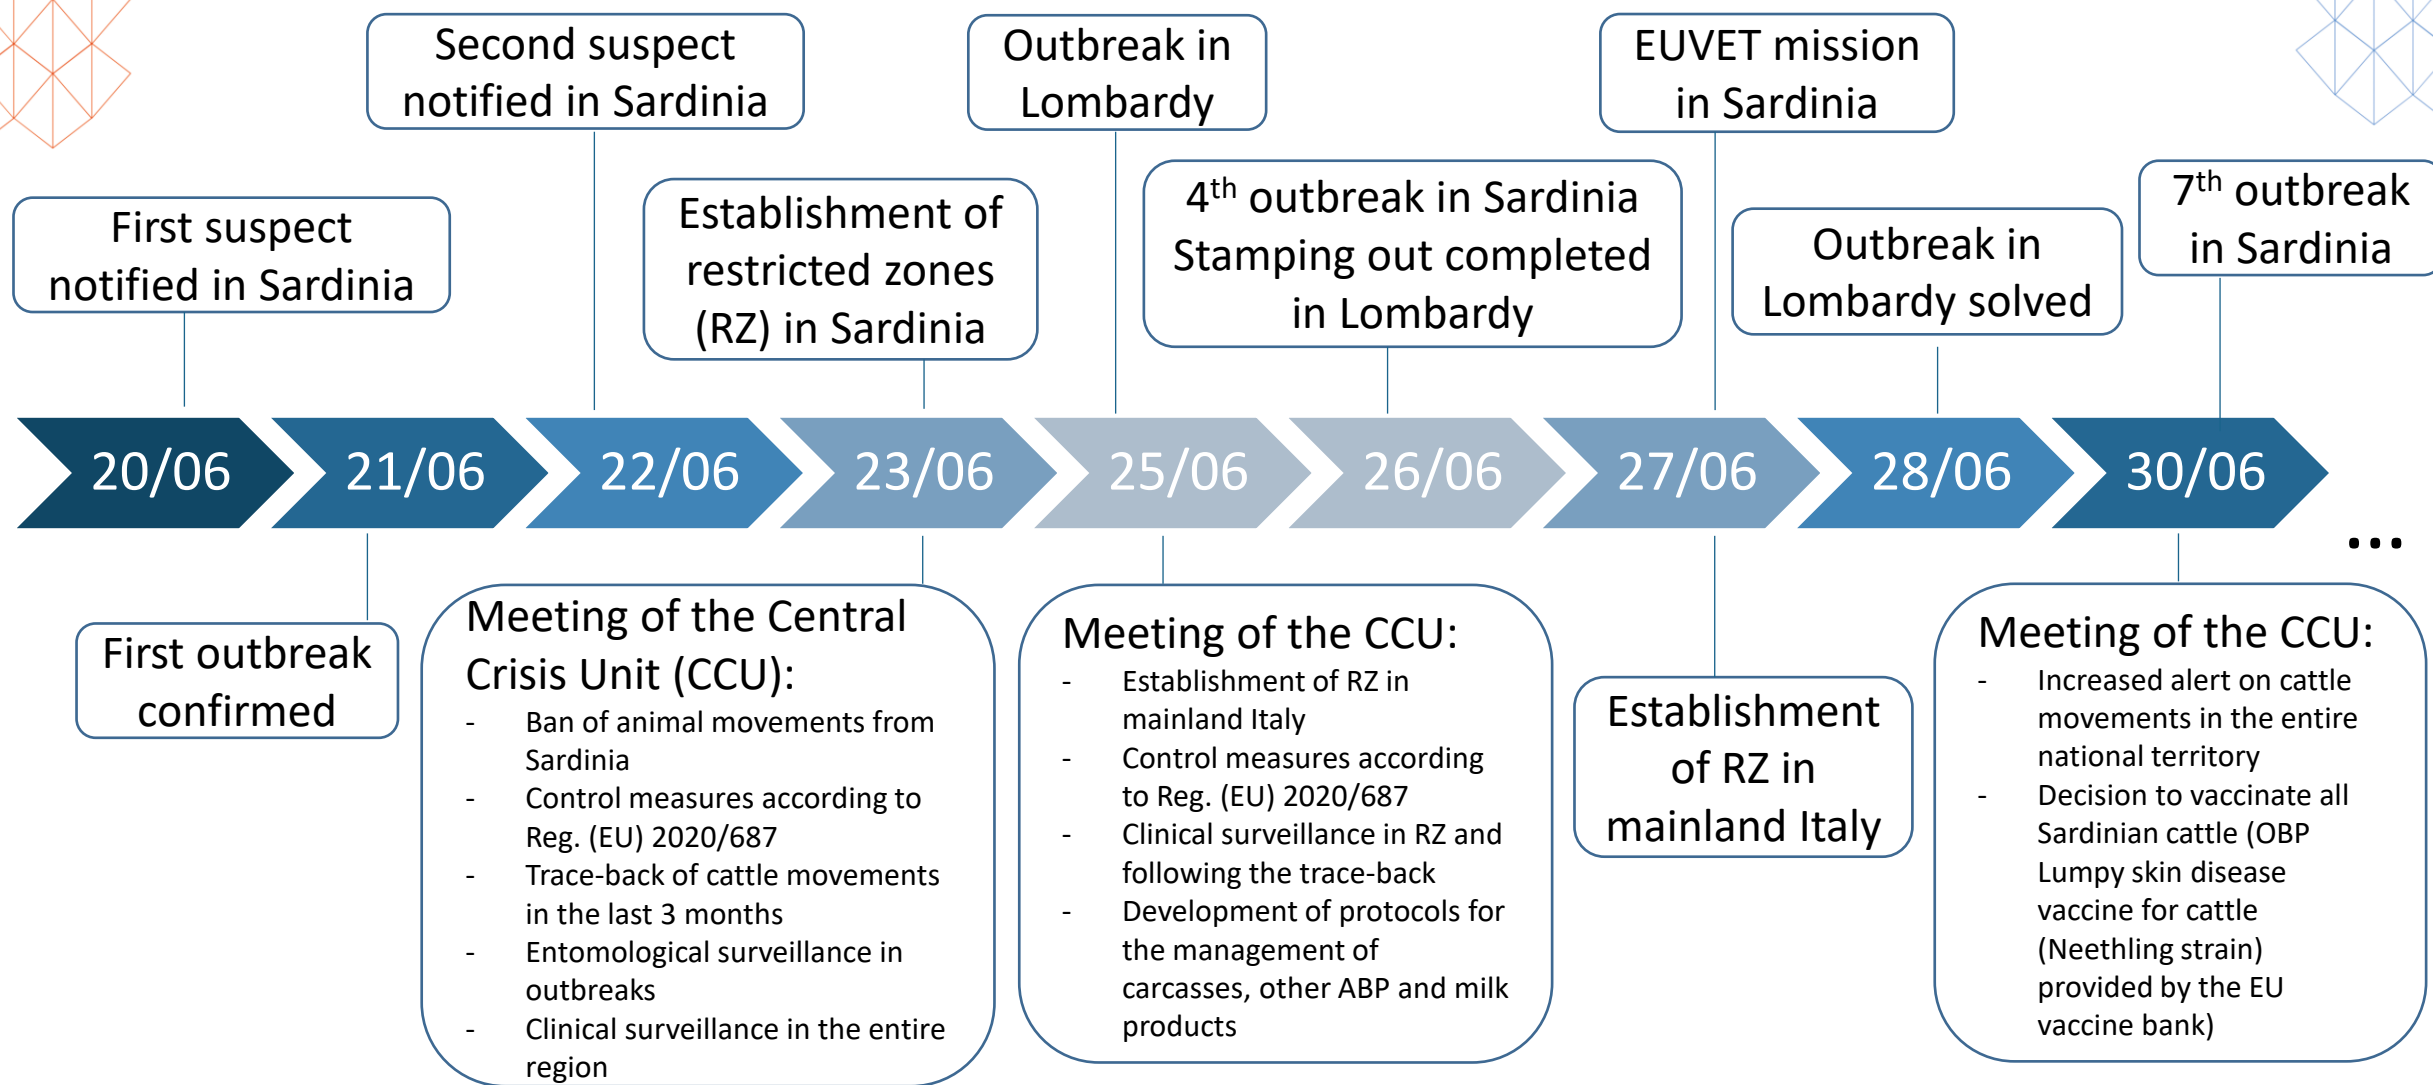 First suspect
notified in Sardinia
Second suspect
notified in Sardinia
Establishment of
restricted zones
(RZ) in Sardinia
Outbreak in
Lombardy
4th outbreak in Sardinia
Stamping out completed
in Lombardy
EUVET mission
in Sardinia
Outbreak in
Lombardy solved
7th outbreak
in Sardinia
20/06
21/06
22/06
23/06
25/06
26/06
27/06
28/06
30/06
...
First outbreak
confirmed
Meeting of the Central
Crisis Unit (CCU):
- Ban of animal movements from
Sardinia
- Control measures according to
Reg. (EU) 2020/687
- Trace-back of cattle movements
in the last 3 months
- Entomological surveillance in
outbreaks
- Clinical surveillance in the entire
region
Meeting of the CCU:
- Establishment of RZ in
mainland Italy
- Control measures according
to Reg. (EU) 2020/687
- Clinical surveillance in RZ and
following the trace-back
- Development of protocols for
the management of
carcasses, other ABP and milk
products
Establishment
of RZ in
mainland Italy
Meeting of the CCU:
- Increased alert on cattle
movements in the entire
national territory
- Decision to vaccinate all
Sardinian cattle (OBP
Lumpy skin disease
vaccine for cattle
(Neethling strain)
provided by the EU
vaccine bank)